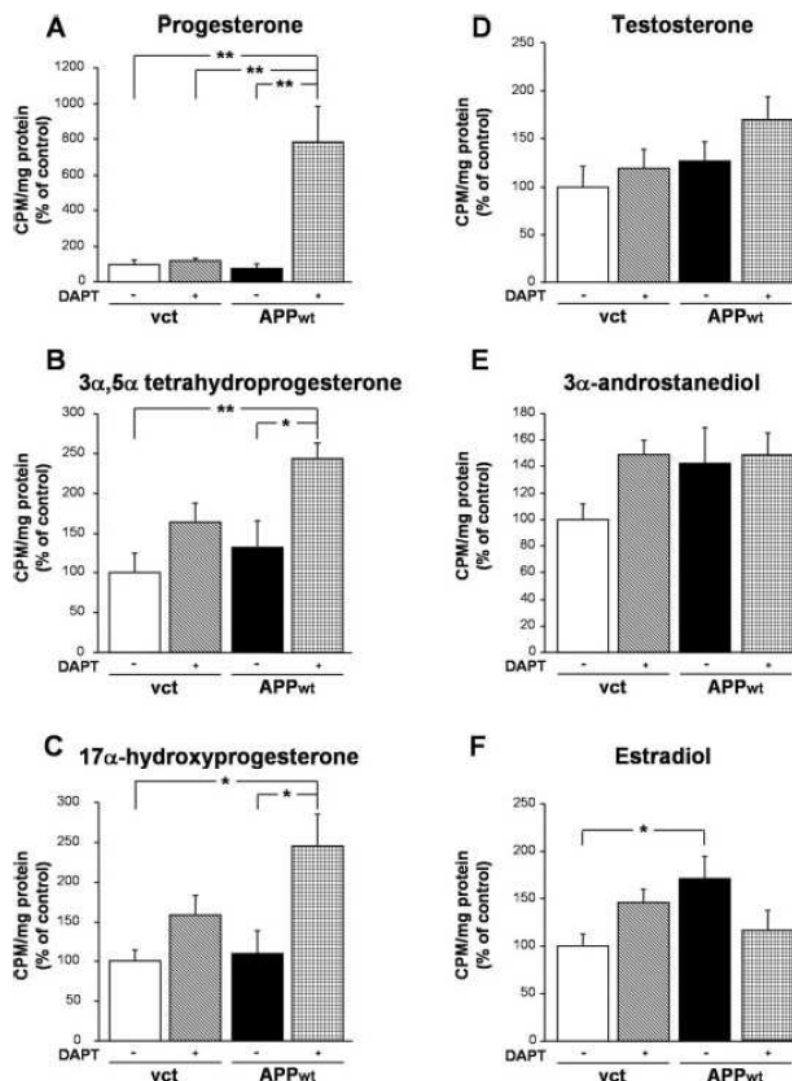 A
Progesterone
**
**
**
1200
1000
800
600
400
200
0
CPM/mg protein
(% of control)
DAPT - + - +
vct APPwt
B
3α,5α tetrahydroprogesterone
**
*
300
250
200
150
100
50
0
CPM/mg protein
(% of control)
DAPT - + - +
vct APPwt
C
17α-hydroxyprogesterone
*
*
300
250
200
150
100
50
0
CPM/mg protein
(% of control)
DAPT - + - +
vct APPwt
D
Testosterone
250
200
150
100
50
0
CPM/mg protein
(% of control)
DAPT - + - +
vct APPwt
E
3α-androstanediol
180
160
140
120
100
80
60
40
20
0
CPM/mg protein
(% of control)
DAPT - + - +
vct APPwt
F
Estradiol
*
250
200
150
100
50
0
CPM/mg protein
(% of control)
DAPT - + - +
vct APPwt